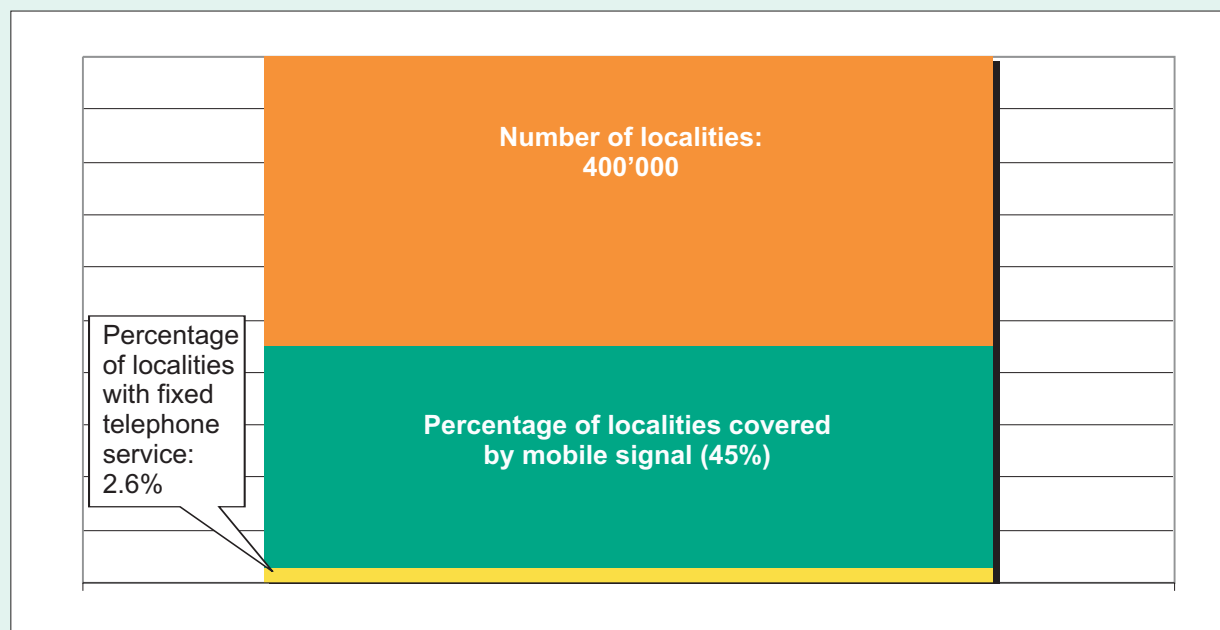 Number of localities:
400’000
Percentage
of localities
with fixed
telephone
service:
2.6%
Percentage of localities covered
by mobile signal (45%)